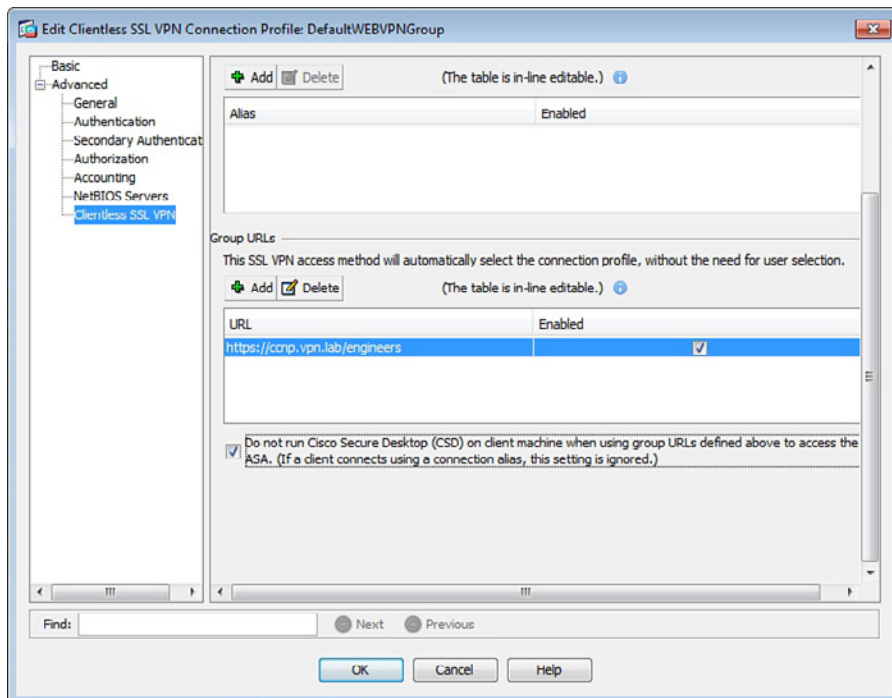 Edit Clientless SSL VPN Connection Profile: DefaultWEBVPNGroup
Basic
Advanced
General
Authentication
Secondary Authenticat
Authorization
Accounting
NetBIOS Servers
Clientless SSL VPN
Add Delete (The table is in-line editable.)
Alias Enabled
Group URLs
This SSL VPN access method will automatically select the connection profile, without the need for user selection.
Add Delete (The table is in-line editable.)
URL Enabled
https://ccnp.vpn.lab/engineers
Do not run Cisco Secure Desktop (CSD) on client machine when using group URLs defined above to access the
ASA. (If a client connects using a connection alias, this setting is ignored.)
Find: Next Previous
OK Cancel Help